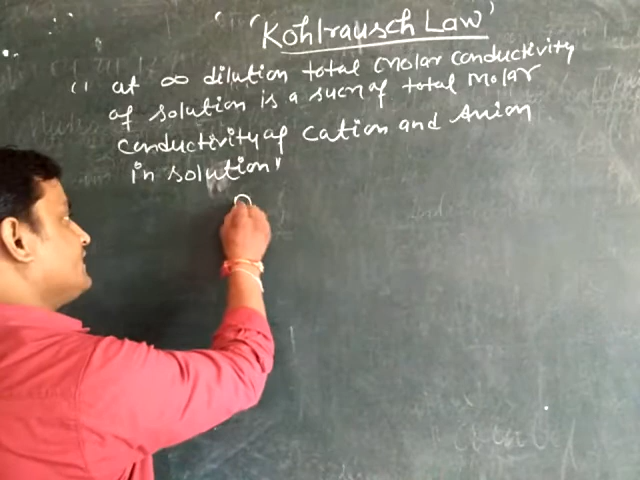 ' 'Kohlrausch Law'
" at ∞ dilution total molar conductivity
of solution is a sum of total molar
conductivity of cation and Anion
in solution"